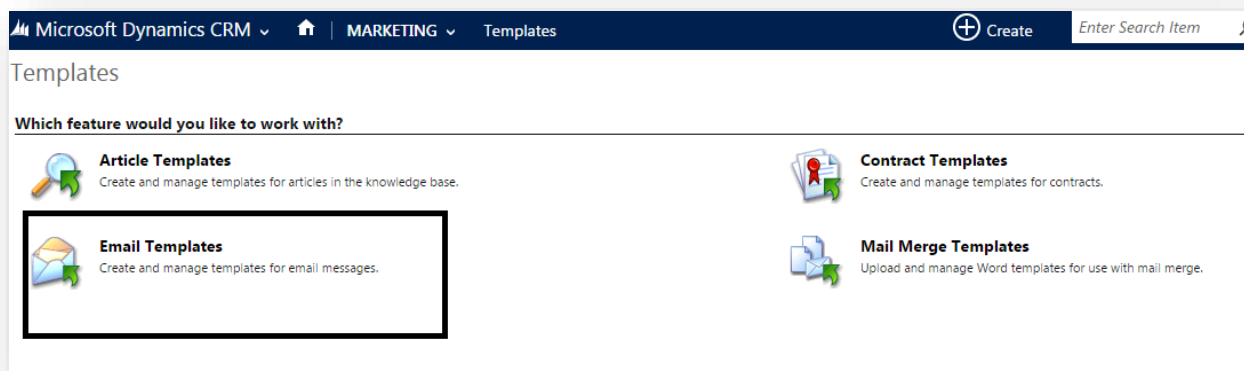 Microsoft Dynamics CRM MARKETING Templates Create Enter Search Item
Templates
Which feature would you like to work with?
Article Templates
Create and manage templates for articles in the knowledge base.
Contract Templates
Create and manage templates for contracts.
Email Templates
Create and manage templates for email messages.
Mail Merge Templates
Upload and manage Word templates for use with mail merge.